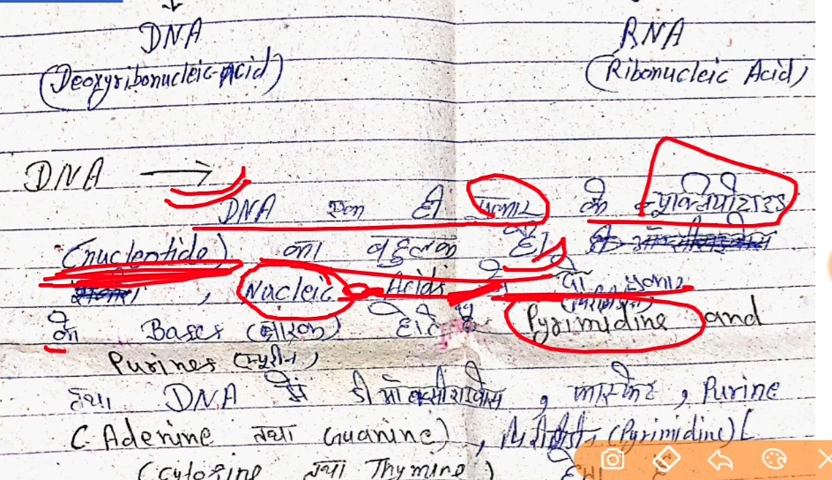 DNA RNA
(Deoxyribonucleic Acid) (Ribonucleic Acid)
DNA →
DNA एक ही प्रकार के न्यूक्लियोटाइड
(nucleotide) का बहुलक है,
, Nucleic Acids दो प्रकार
के Bases (क्षारक) होते है Pyrimidine and
Purines (प्यूरीन)
तथा DNA में डीऑक्सीराइबोस , फास्फेट , Purine
( Adenine तथा Guanine) , (Pyrimidine) [
(cytosine तथा Thymine)